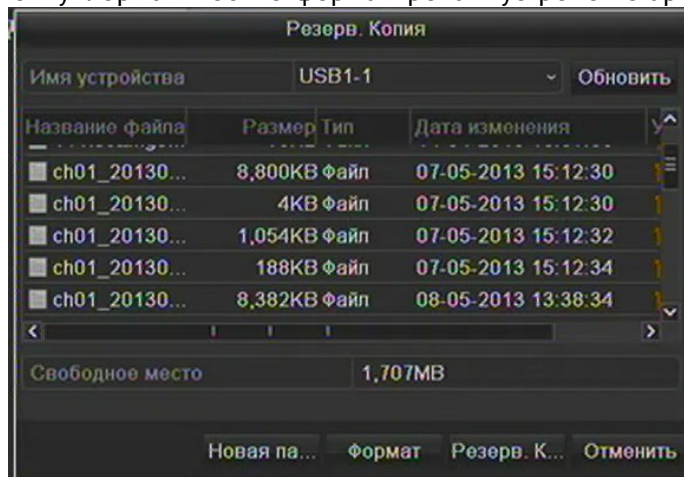 Резерв. Копия
Имя устройства USB1-1 Обновить
Название файла Размер Тип Дата изменения
ch01_20130... 8,800KB Файл 07-05-2013 15:12:30
ch01_20130... 4KB Файл 07-05-2013 15:12:30
ch01_20130... 1,054KB Файл 07-05-2013 15:12:32
ch01_20130... 188KB Файл 07-05-2013 15:12:34
ch01_20130... 8,382KB Файл 08-05-2013 13:38:34
Свободное место 1,707MB
Новая па... Формат Резерв. К... Отменить